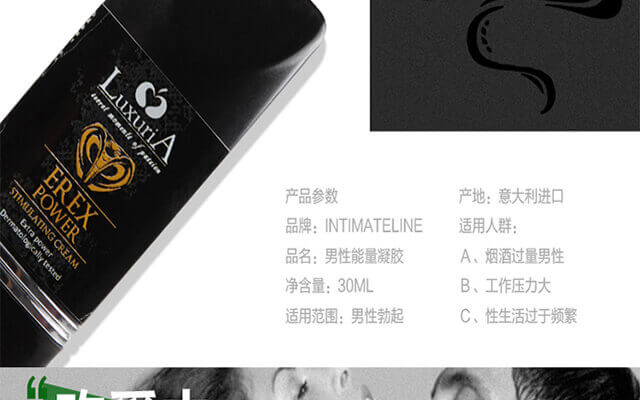 LuxuriA
secret moments of passion
EREX
POWER
STIMULATING CREAM
Extra power
Dermatologically tested
产品参数
品牌：INTIMATELINE
品名：男性能量凝胶
净含量：30ML
适用范围：男性勃起
产地：意大利进口
适用人群：
A、烟酒过量男性
B、工作压力大
C、性生活过于频繁